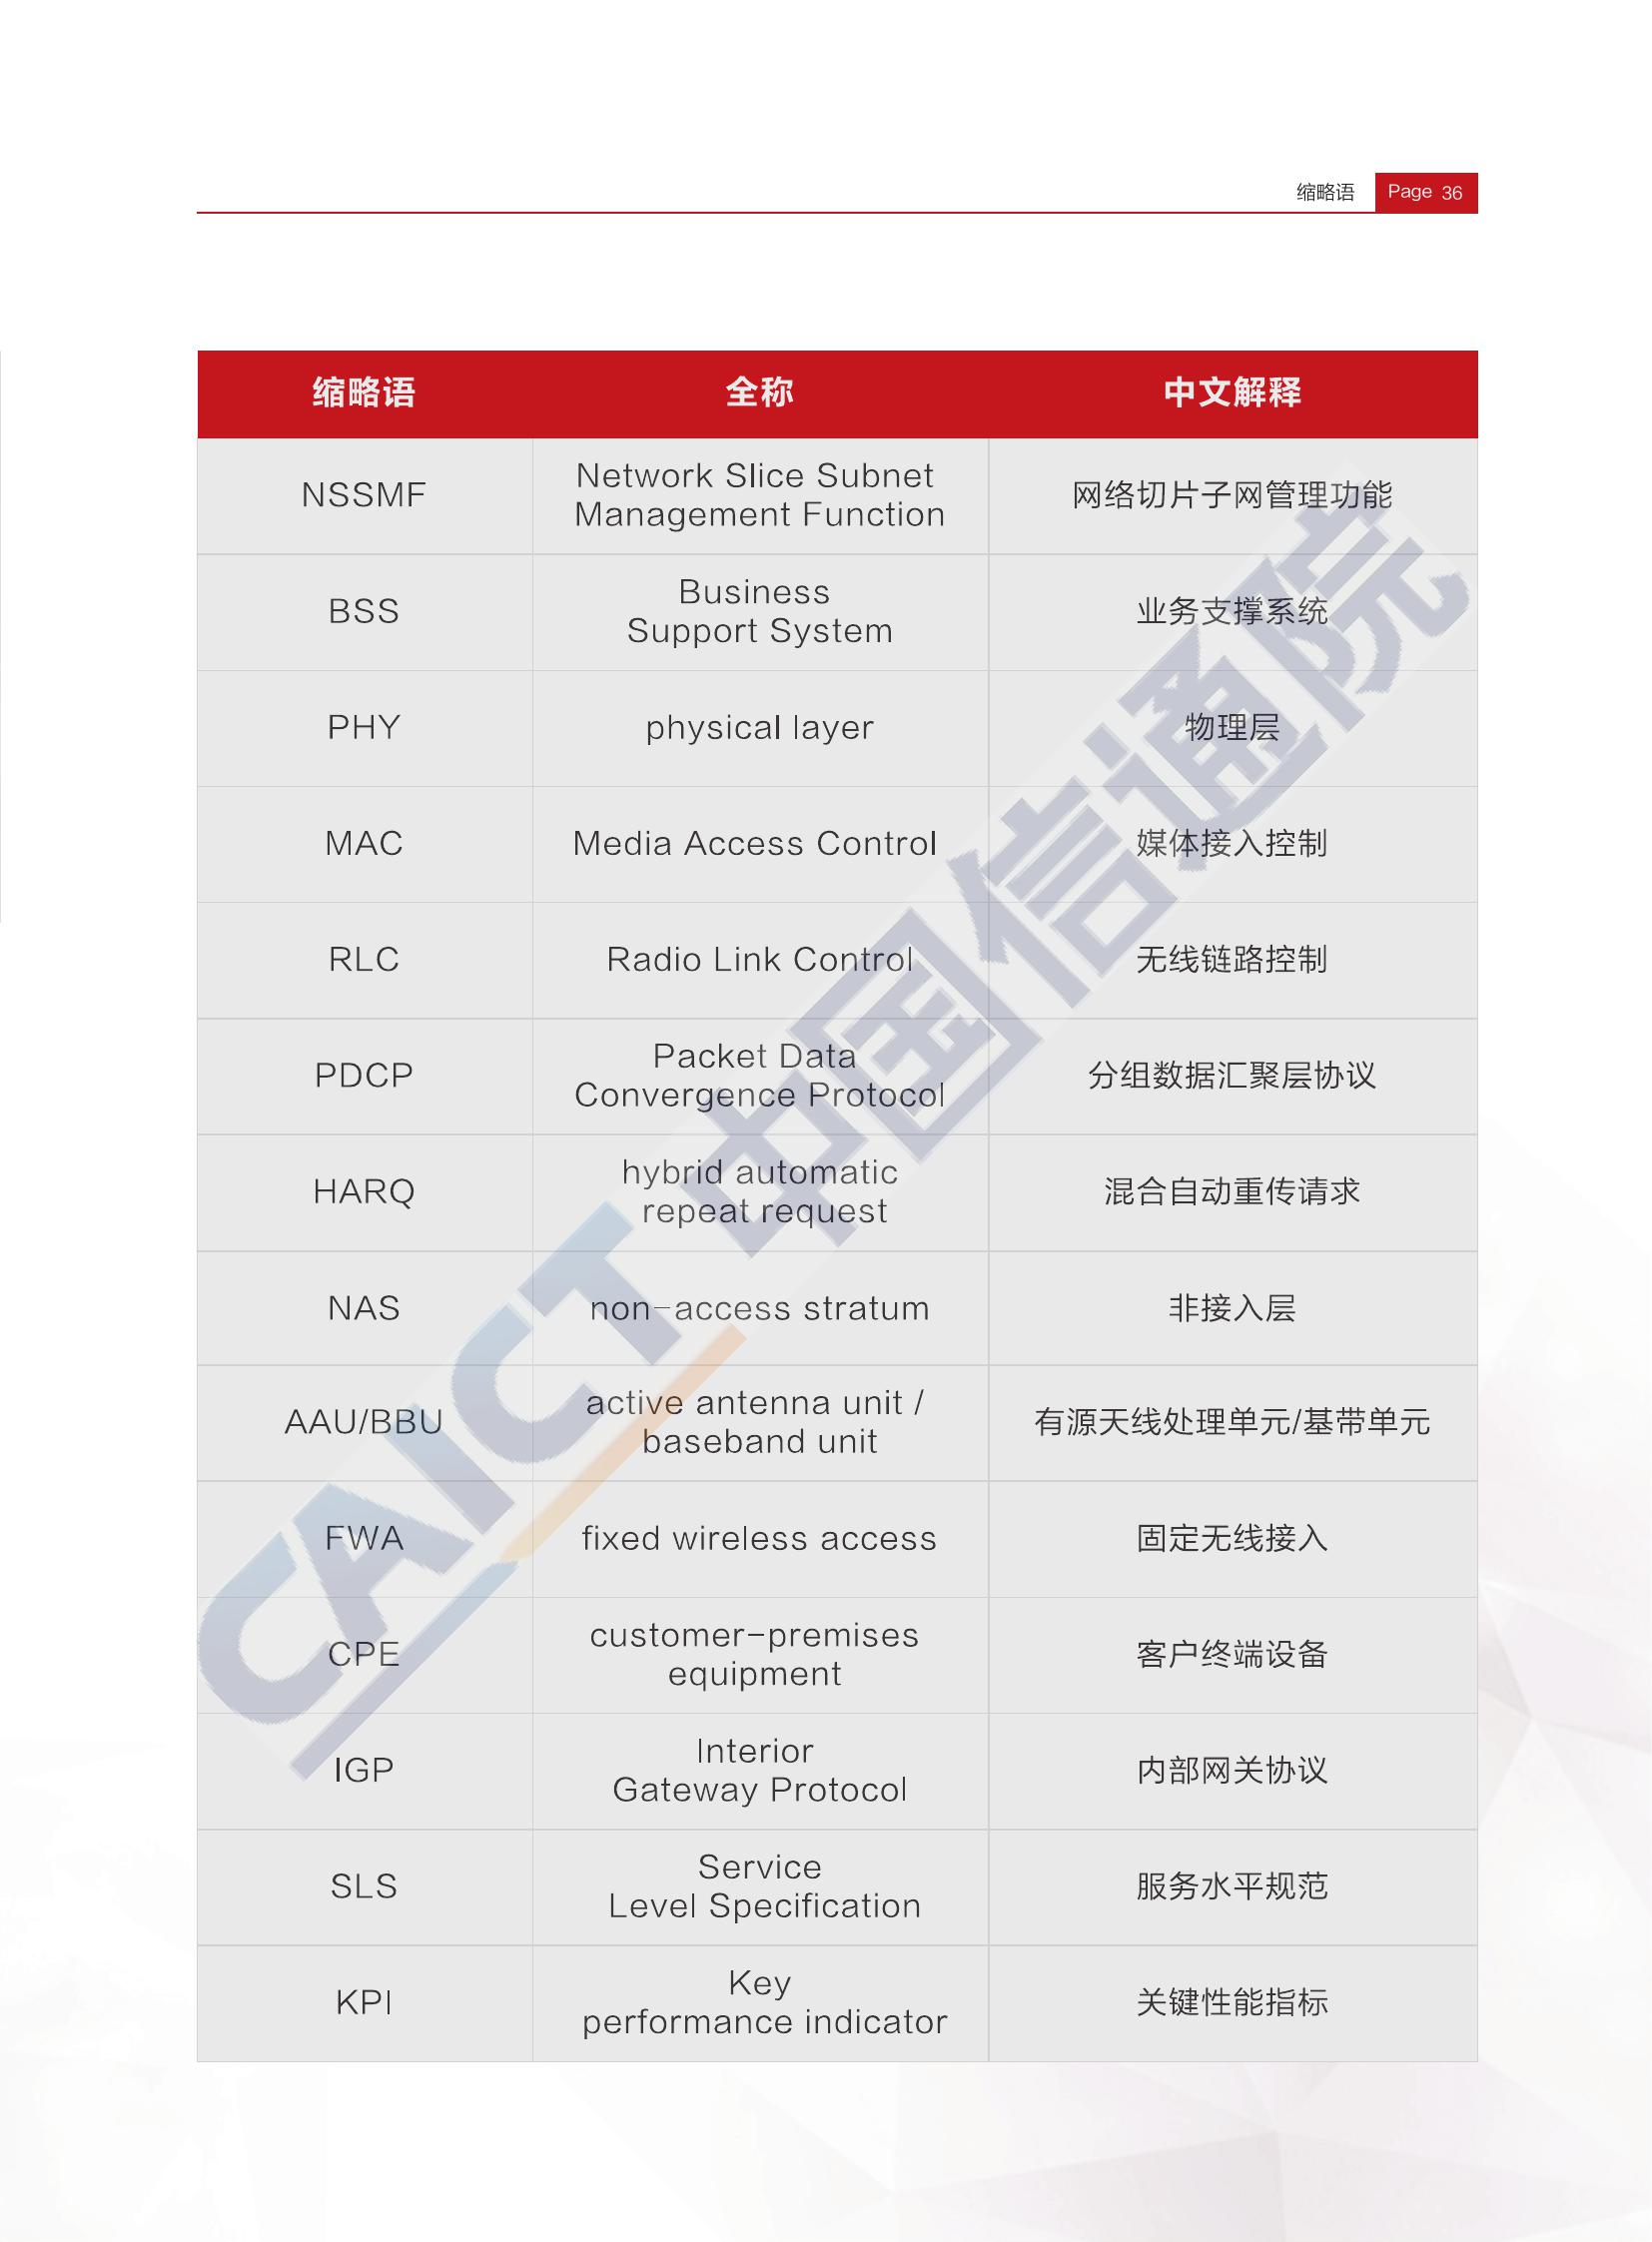 缩略语 Page 36
缩略语 全称 中文解释
NSSMF
Network Slice Subnet
Management Function
网络切片子网管理功能
BSS
Business
Support System
业务支撑系统
PHY physical layer 物理层
MAC Media Access Control 媒体接入控制
RLC Radio Link Control 无线链路控制
PDCP
Packet Data
Convergence Protocol
分组数据汇聚层协议
HARQ
hybrid automatic
repeat request
混合自动重传请求
NAS non-access stratum 非接入层
AAU/BBU
active antenna unit /
baseband unit
有源天线处理单元/基带单元
FWA fixed wireless access 固定无线接入
CPE
customer-premises
equipment
客户终端设备
IGP
Interior
Gateway Protocol
内部网关协议
SLS
Service
Level Specification
服务水平规范
KPI
Key
performance indicator
关键性能指标
CAICT 中国信通院